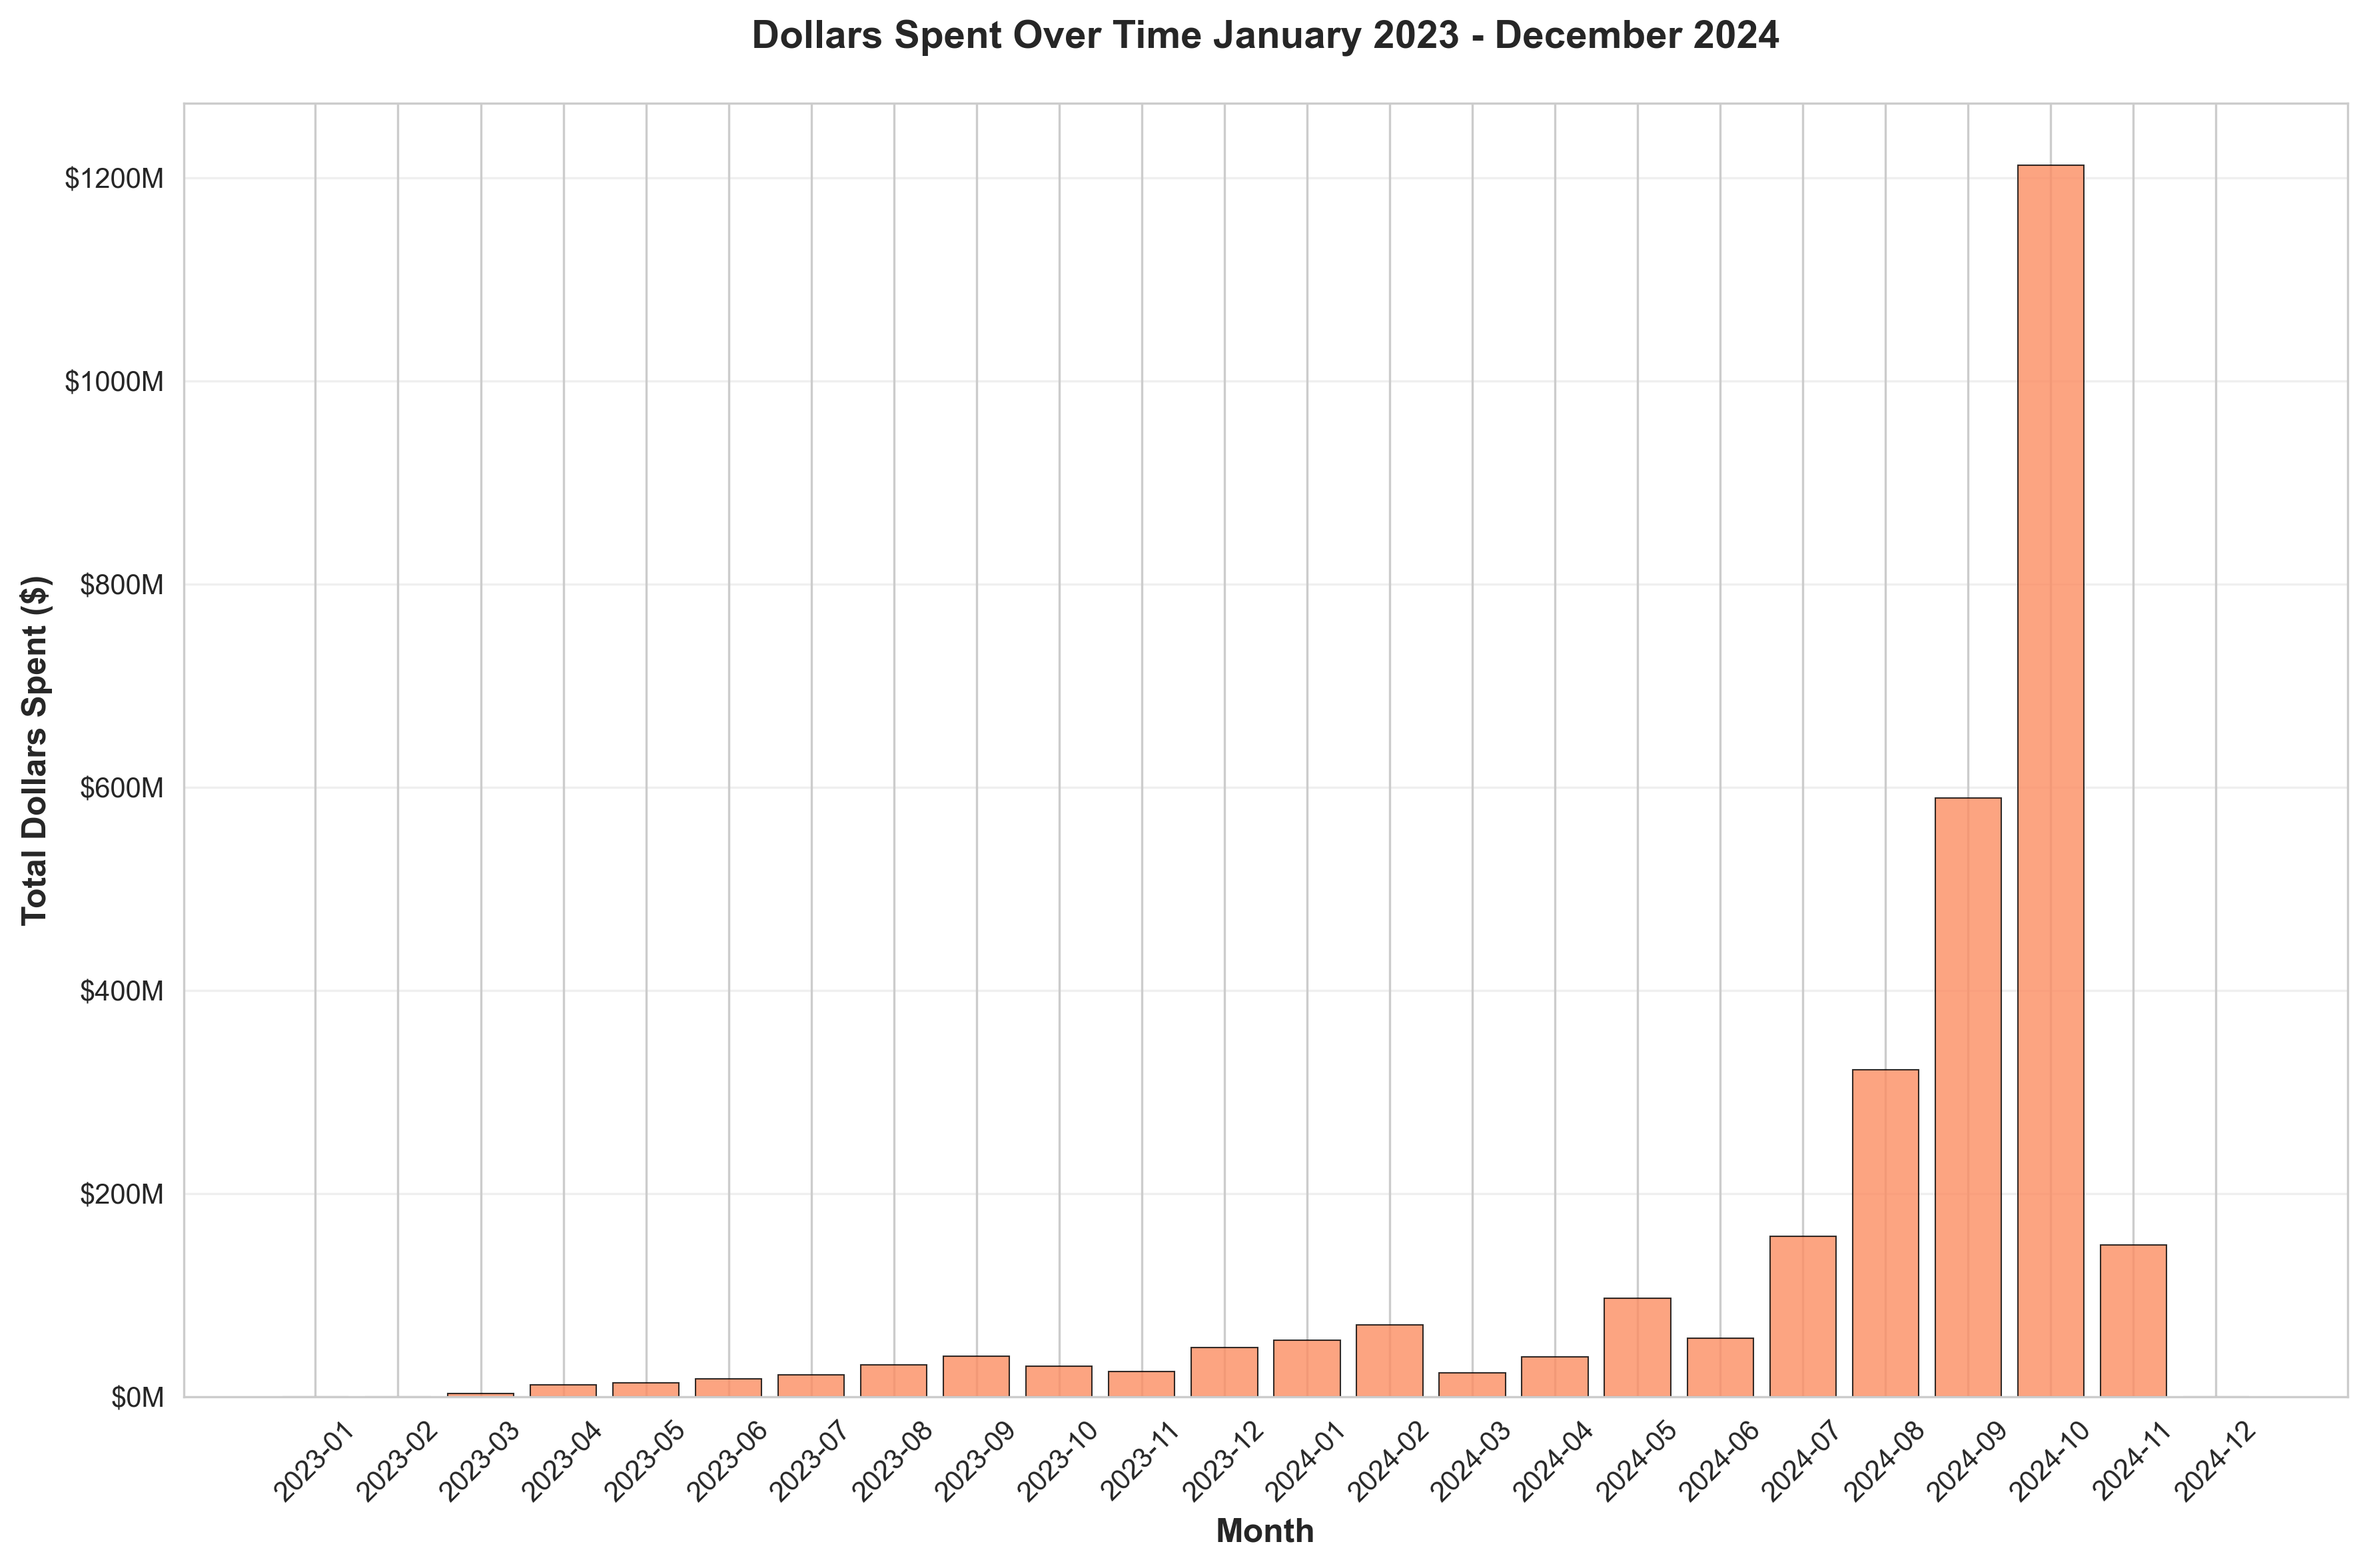 Dollars Spent Over Time January 2023 - December 2024
Total Dollars Spent ($)
$1200M
$1000M
$800M
$600M
$400M
$200M
$0M
2023-01
2023-02
2023-03
2023-04
2023-05
2023-06
2023-07
2023-08
2023-09
2023-10
2023-11
2023-12
2024-01
2024-02
2024-03
2024-04
2024-05
2024-06
2024-07
2024-08
2024-09
2024-10
2024-11
2024-12
Month